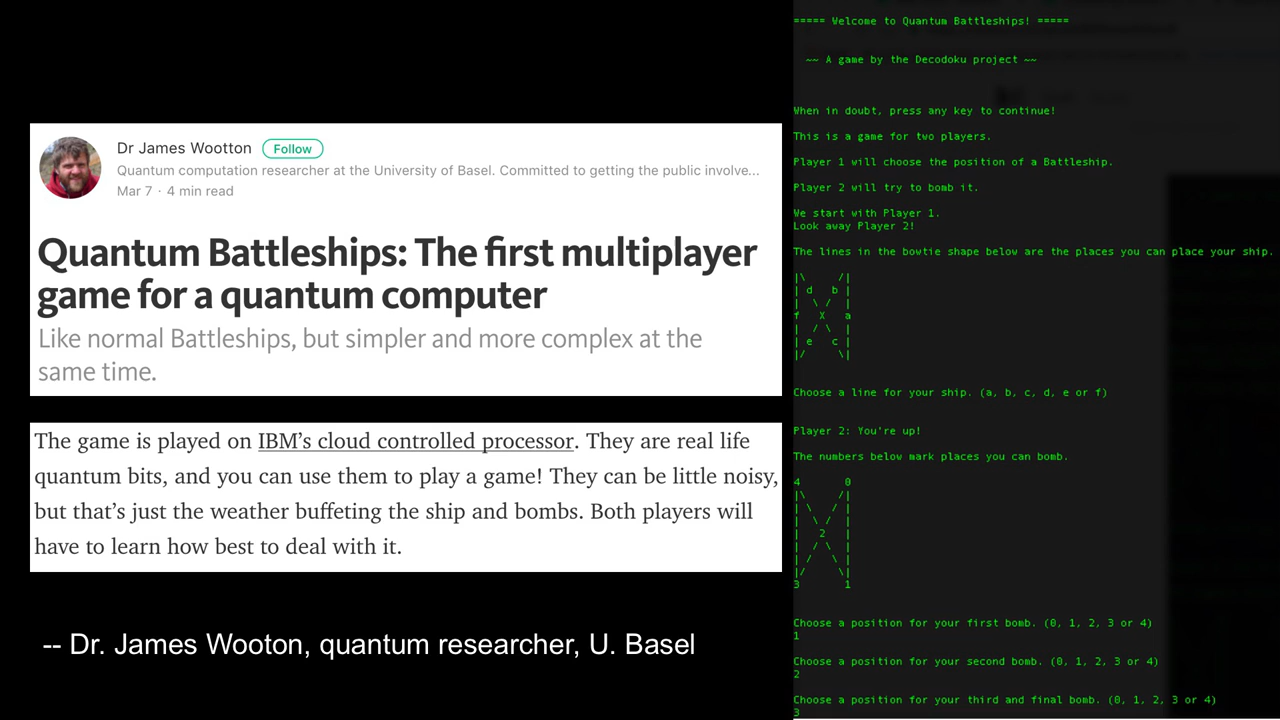 Dr James Wootton Follow
Quantum computation researcher at the University of Basel. Committed to getting the public involve...
Mar 7 · 4 min read
Quantum Battleships: The first multiplayer
game for a quantum computer
Like normal Battleships, but simpler and more complex at the
same time.
The game is played on IBM’s cloud controlled processor. They are real life
quantum bits, and you can use them to play a game! They can be little noisy,
but that’s just the weather buffeting the ship and bombs. Both players will
have to learn how best to deal with it.
-- Dr. James Wooton, quantum researcher, U. Basel
===== Welcome to Quantum Battleships! =====
~~ A game by the Decodoku project ~~
When in doubt, press any key to continue!
This is a game for two players.
Player 1 will choose the position of a Battleship.
Player 2 will try to bomb it.
We start with Player 1.
Look away Player 2!
The lines in the bowtie shape below are the places you can place your ship.
|\     /|
| d   b |
|  \ /  |
f   X   a
|  / \  |
| e   c |
|/     \|
Choose a line for your ship. (a, b, c, d, e or f)
Player 2: You're up!
The numbers below mark places you can bomb.
4       0
|\     /|
| \   / |
|  \ /  |
|   2   |
|  / \  |
| /   \ |
|/     \|
3       1
Choose a position for your first bomb. (0, 1, 2, 3 or 4)
1
Choose a position for your second bomb. (0, 1, 2, 3 or 4)
2
Choose a position for your third and final bomb. (0, 1, 2, 3 or 4)
3